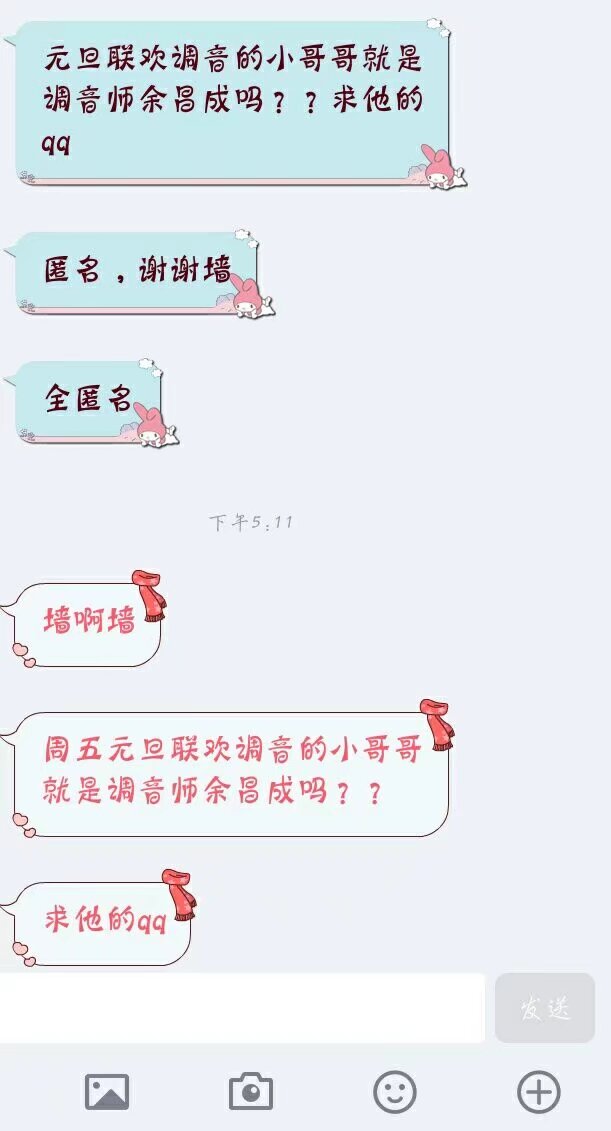 元旦联欢调音的小哥哥就是
调音师余昌成吗？？求他的
qq
匿名，谢谢墙
全匿名
下午5:11
墙啊墙
周五元旦联欢调音的小哥哥
就是调音师余昌成吗？？
求他的qq
发送